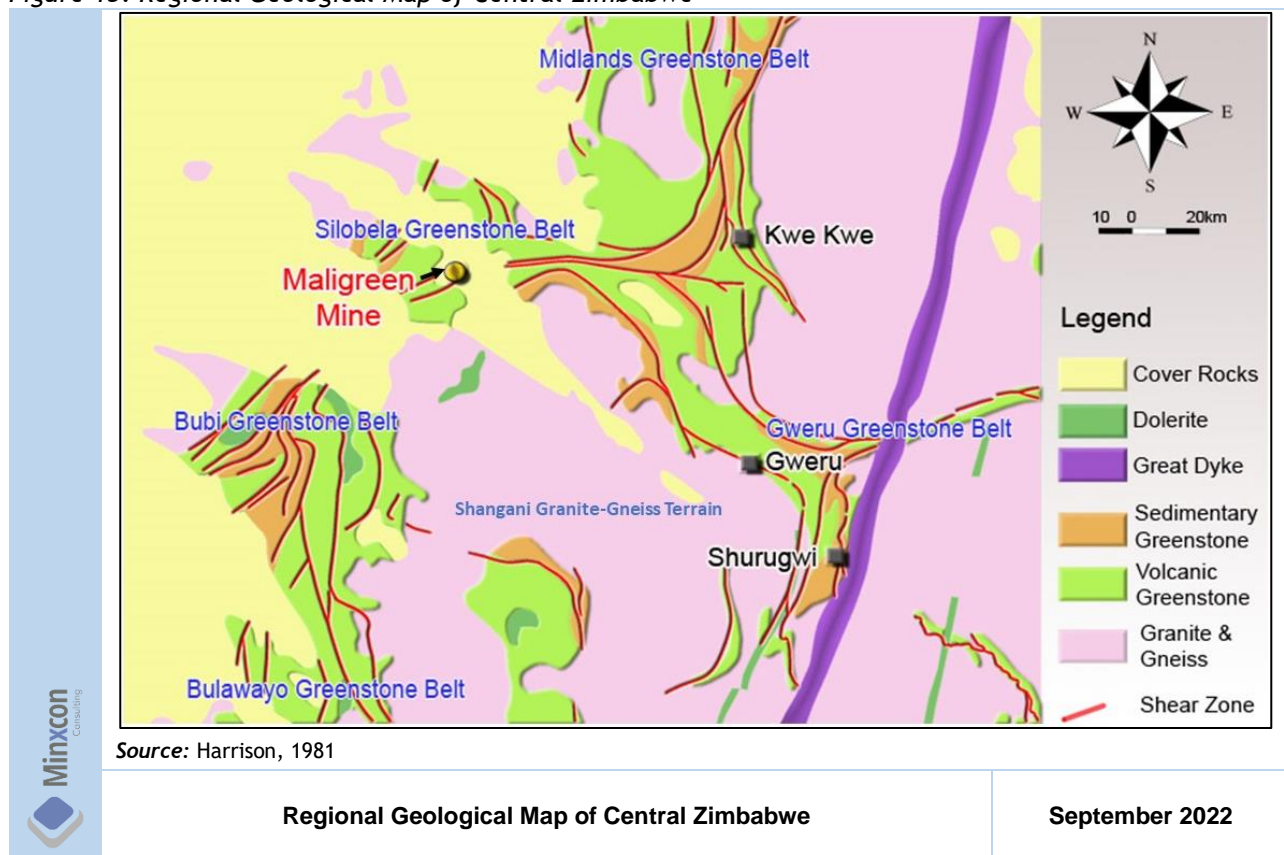 Figure 13: Regional Geological Map of Central Zimbabwe
Midlands Greenstone Belt
Silobela Greenstone Belt
Kwe Kwe
Maligreen
Mine
Bubi Greenstone Belt
Gweru Greenstone Belt
Gweru
Shangani Granite-Gneiss Terrain
Shurugwi
Bulawayo Greenstone Belt
N
W
E
S
10 0 20km
Legend
Cover Rocks
Dolerite
Great Dyke
Sedimentary
Greenstone
Volcanic
Greenstone
Granite &
Gneiss
Shear Zone
Minxcon
Consulting
Source: Harrison, 1981
Regional Geological Map of Central Zimbabwe
September 2022